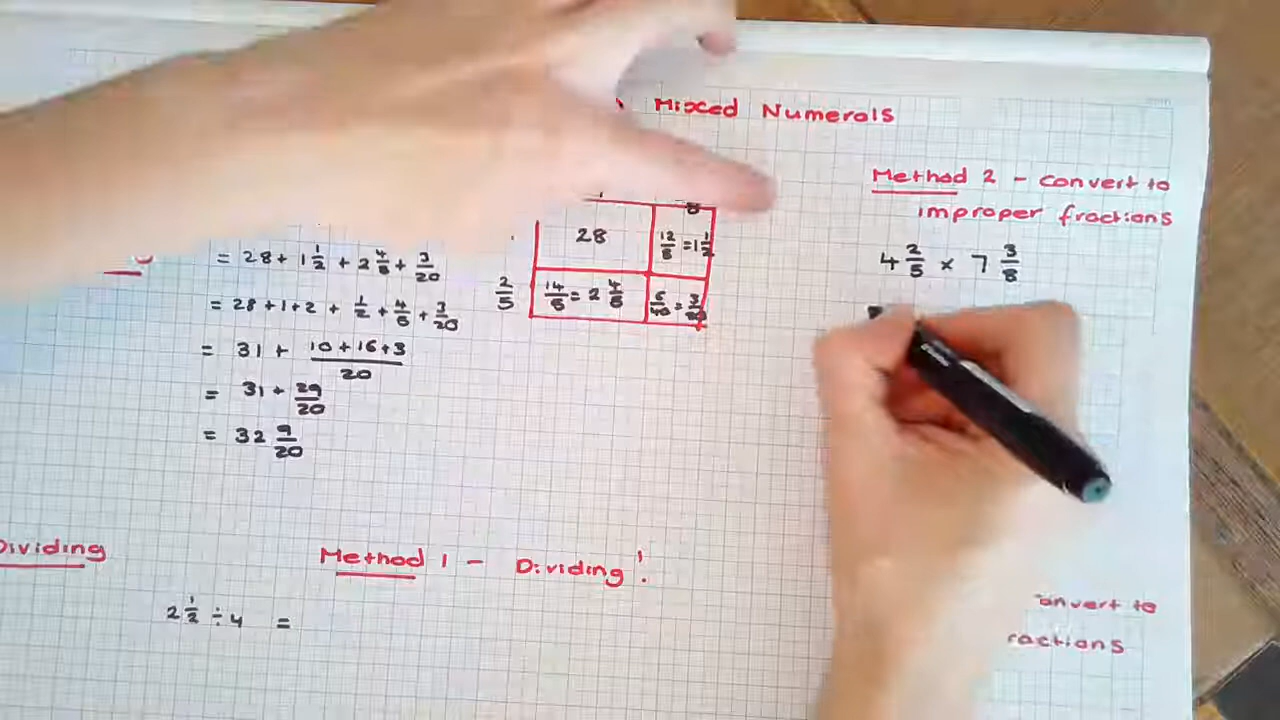 Mixed Numerals
Method 2 - Convert to
improper fractions
4 2/5 × 7 3/8
= 28 + 1 1/2 + 2 4/5 + 3/20
= 28 + 1 + 2 + 1/2 + 4/5 + 3/20
= 31 + (10 + 16 + 3)/20
= 31 + 29/20
= 32 9/20
28
12/8 = 1 1/2
2/5
14/5 = 2 4/5
6/40 = 3/20
Dividing
Method 1 - Dividing!
2 1/2 ÷ 4 =
onvert to
ractions